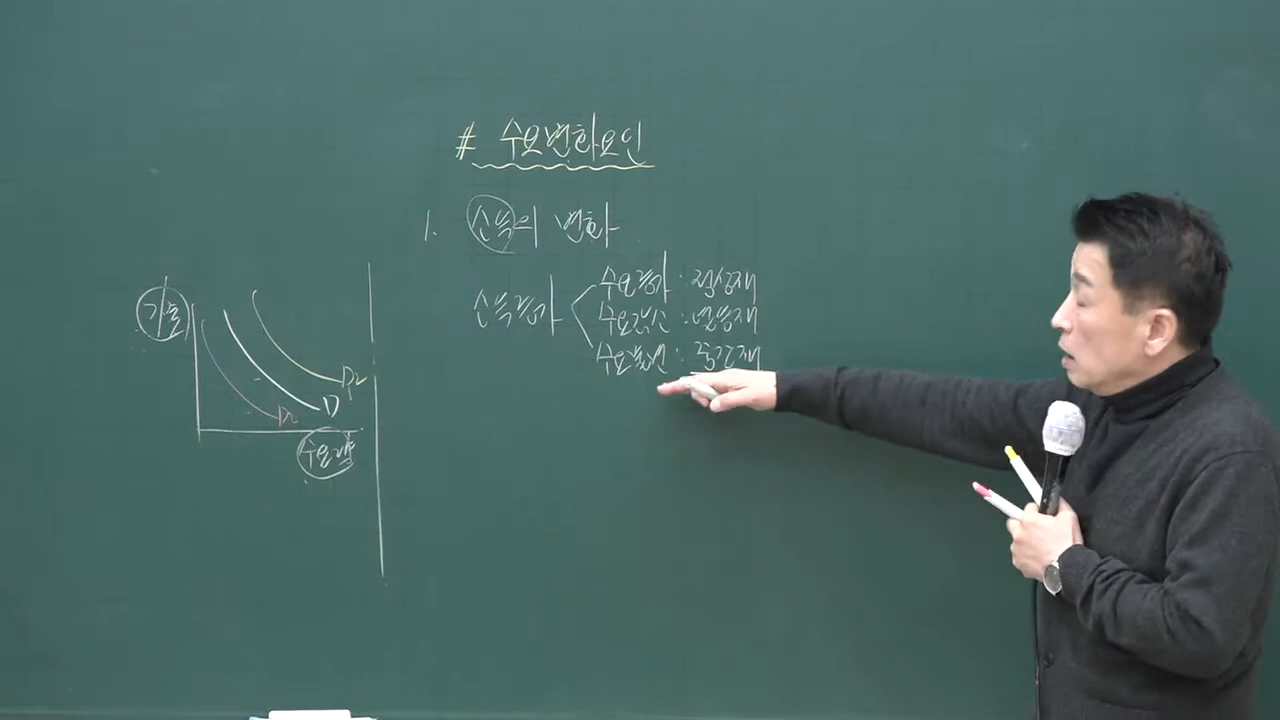 # 수요변화요인
1. 소득의 변화
소득증가
수요증가 : 정상재
수요감소 : 열등재
수요불변 : 중간재
가격
D2
D
D1
수요량